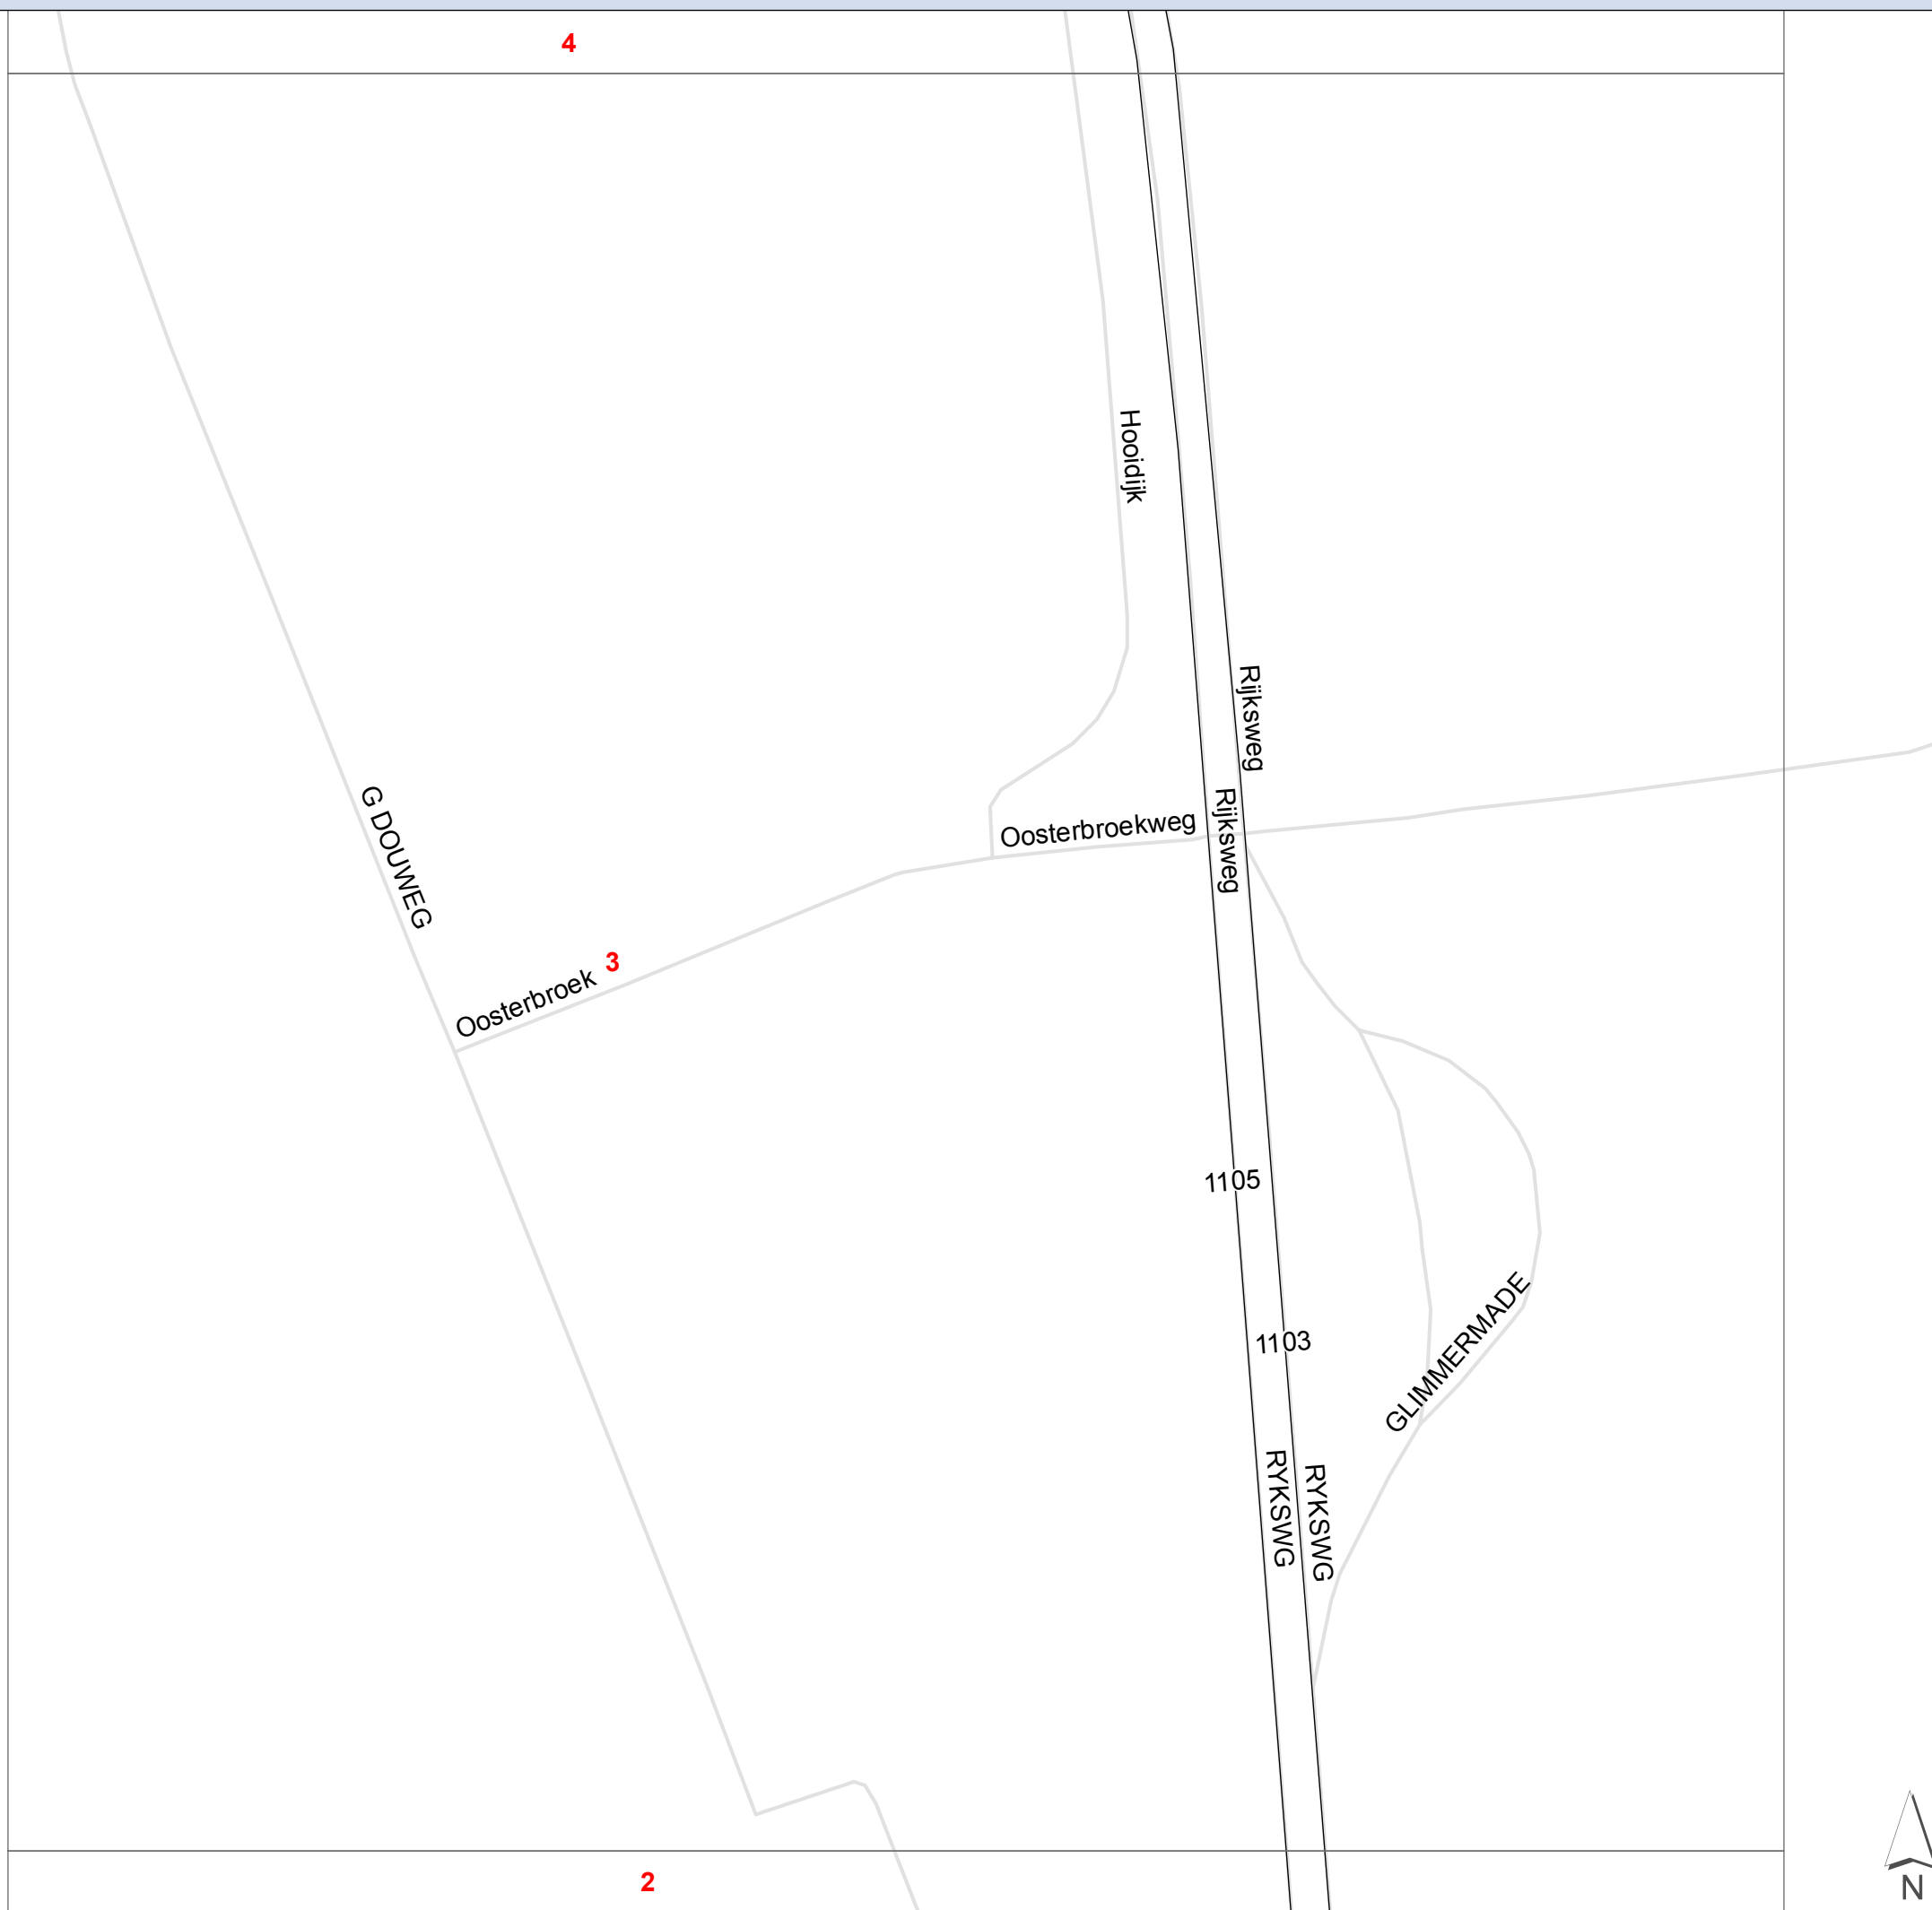 4
Hooidijk
Rijksweg
Rijksweg
Oosterbroekweg
G DOUWEG
3
Oosterbroek
1105
1103
GLIMMERMADE
RYKSWG
RYKSWG
2
N